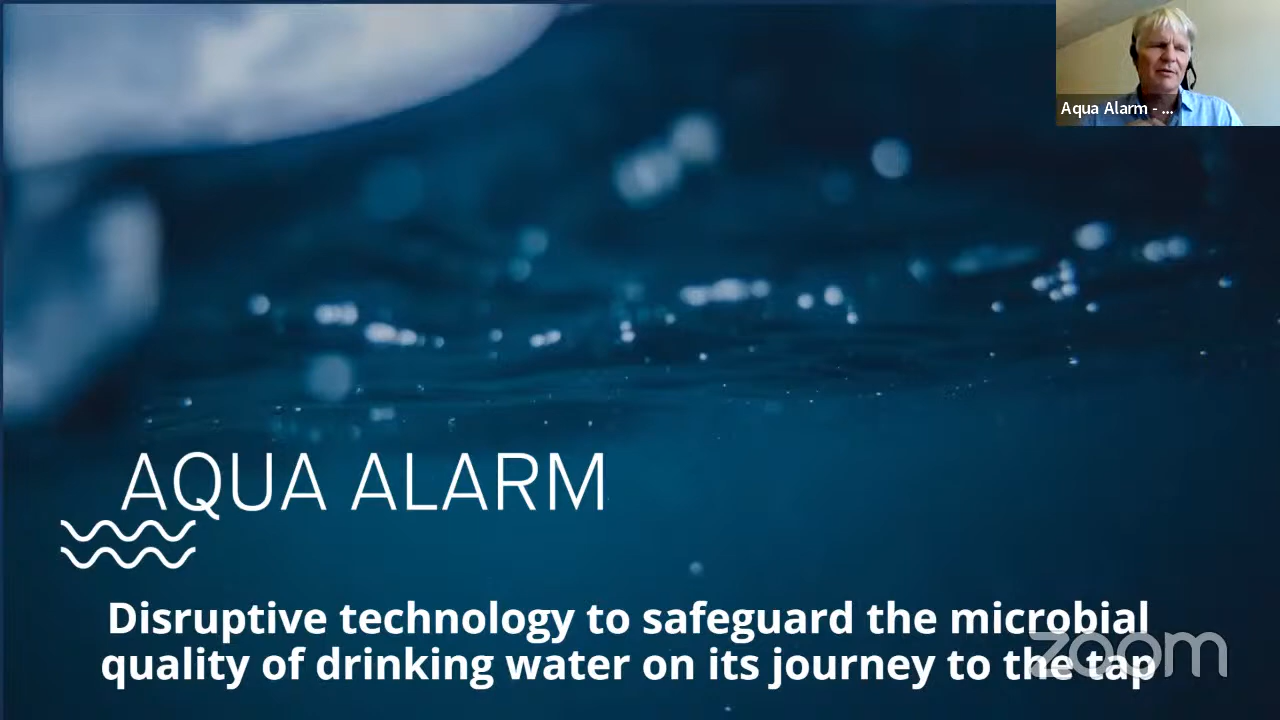 Aqua Alarm - ...
AQUA ALARM
Disruptive technology to safeguard the microbial
quality of drinking water on its journey to the tap
zoom